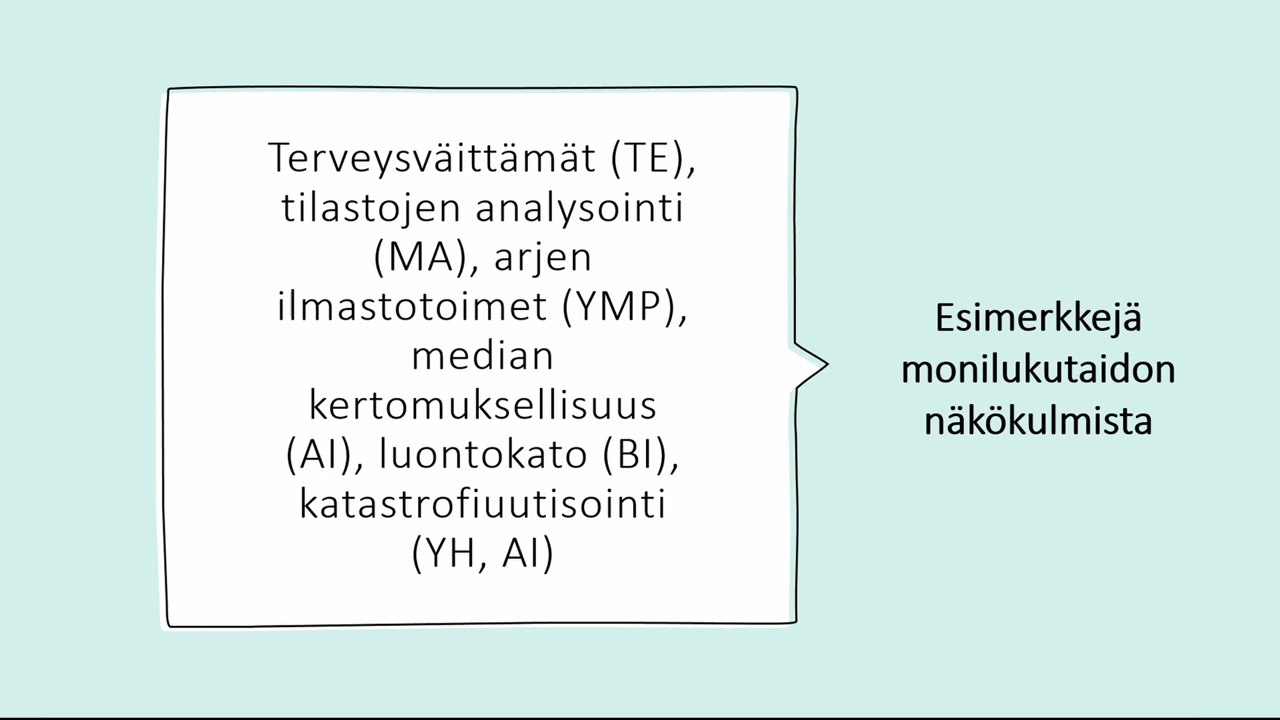 Terveysväittämät (TE),
tilastojen analysointi
(MA), arjen
ilmastotoimet (YMP),
median
kertomuksellisuus
(AI), luontokato (BI),
katastrofiuutisointi
(YH, AI)
Esimerkkejä
monilukutaidon
näkökulmista